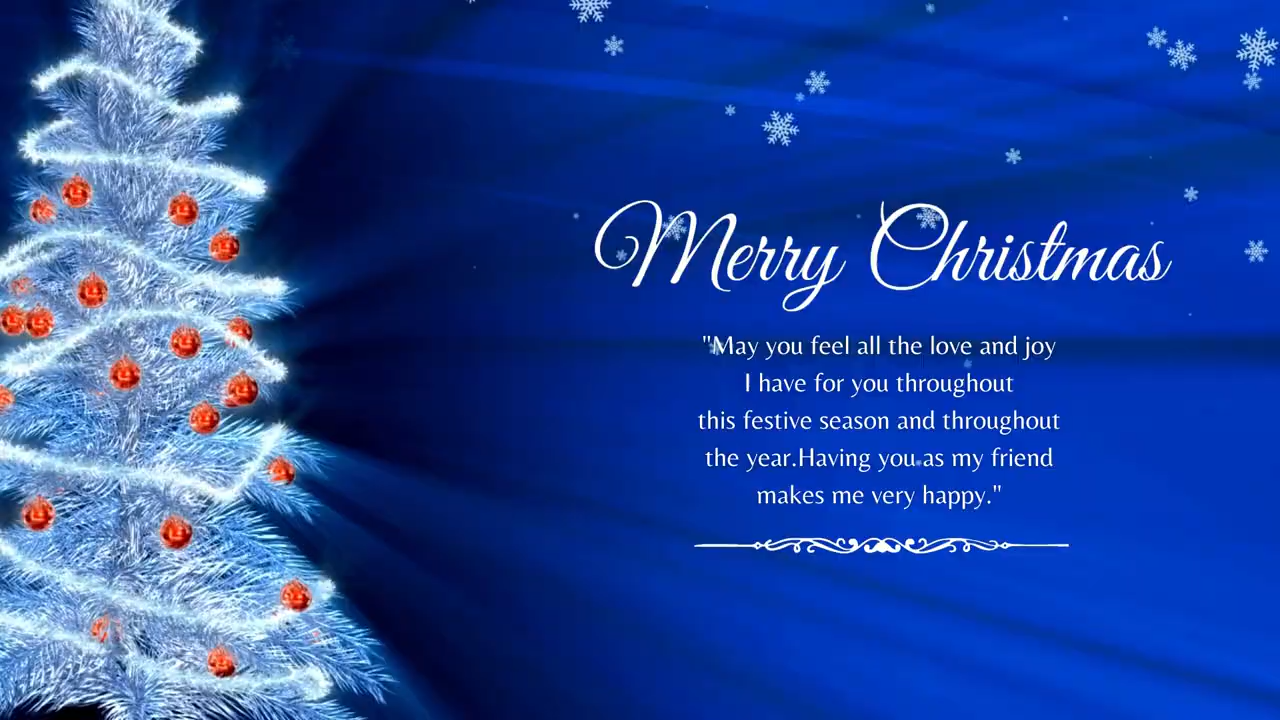 Merry Christmas
"May you feel all the love and joy
I have for you throughout
this festive season and throughout
the year.Having you as my friend
makes me very happy."